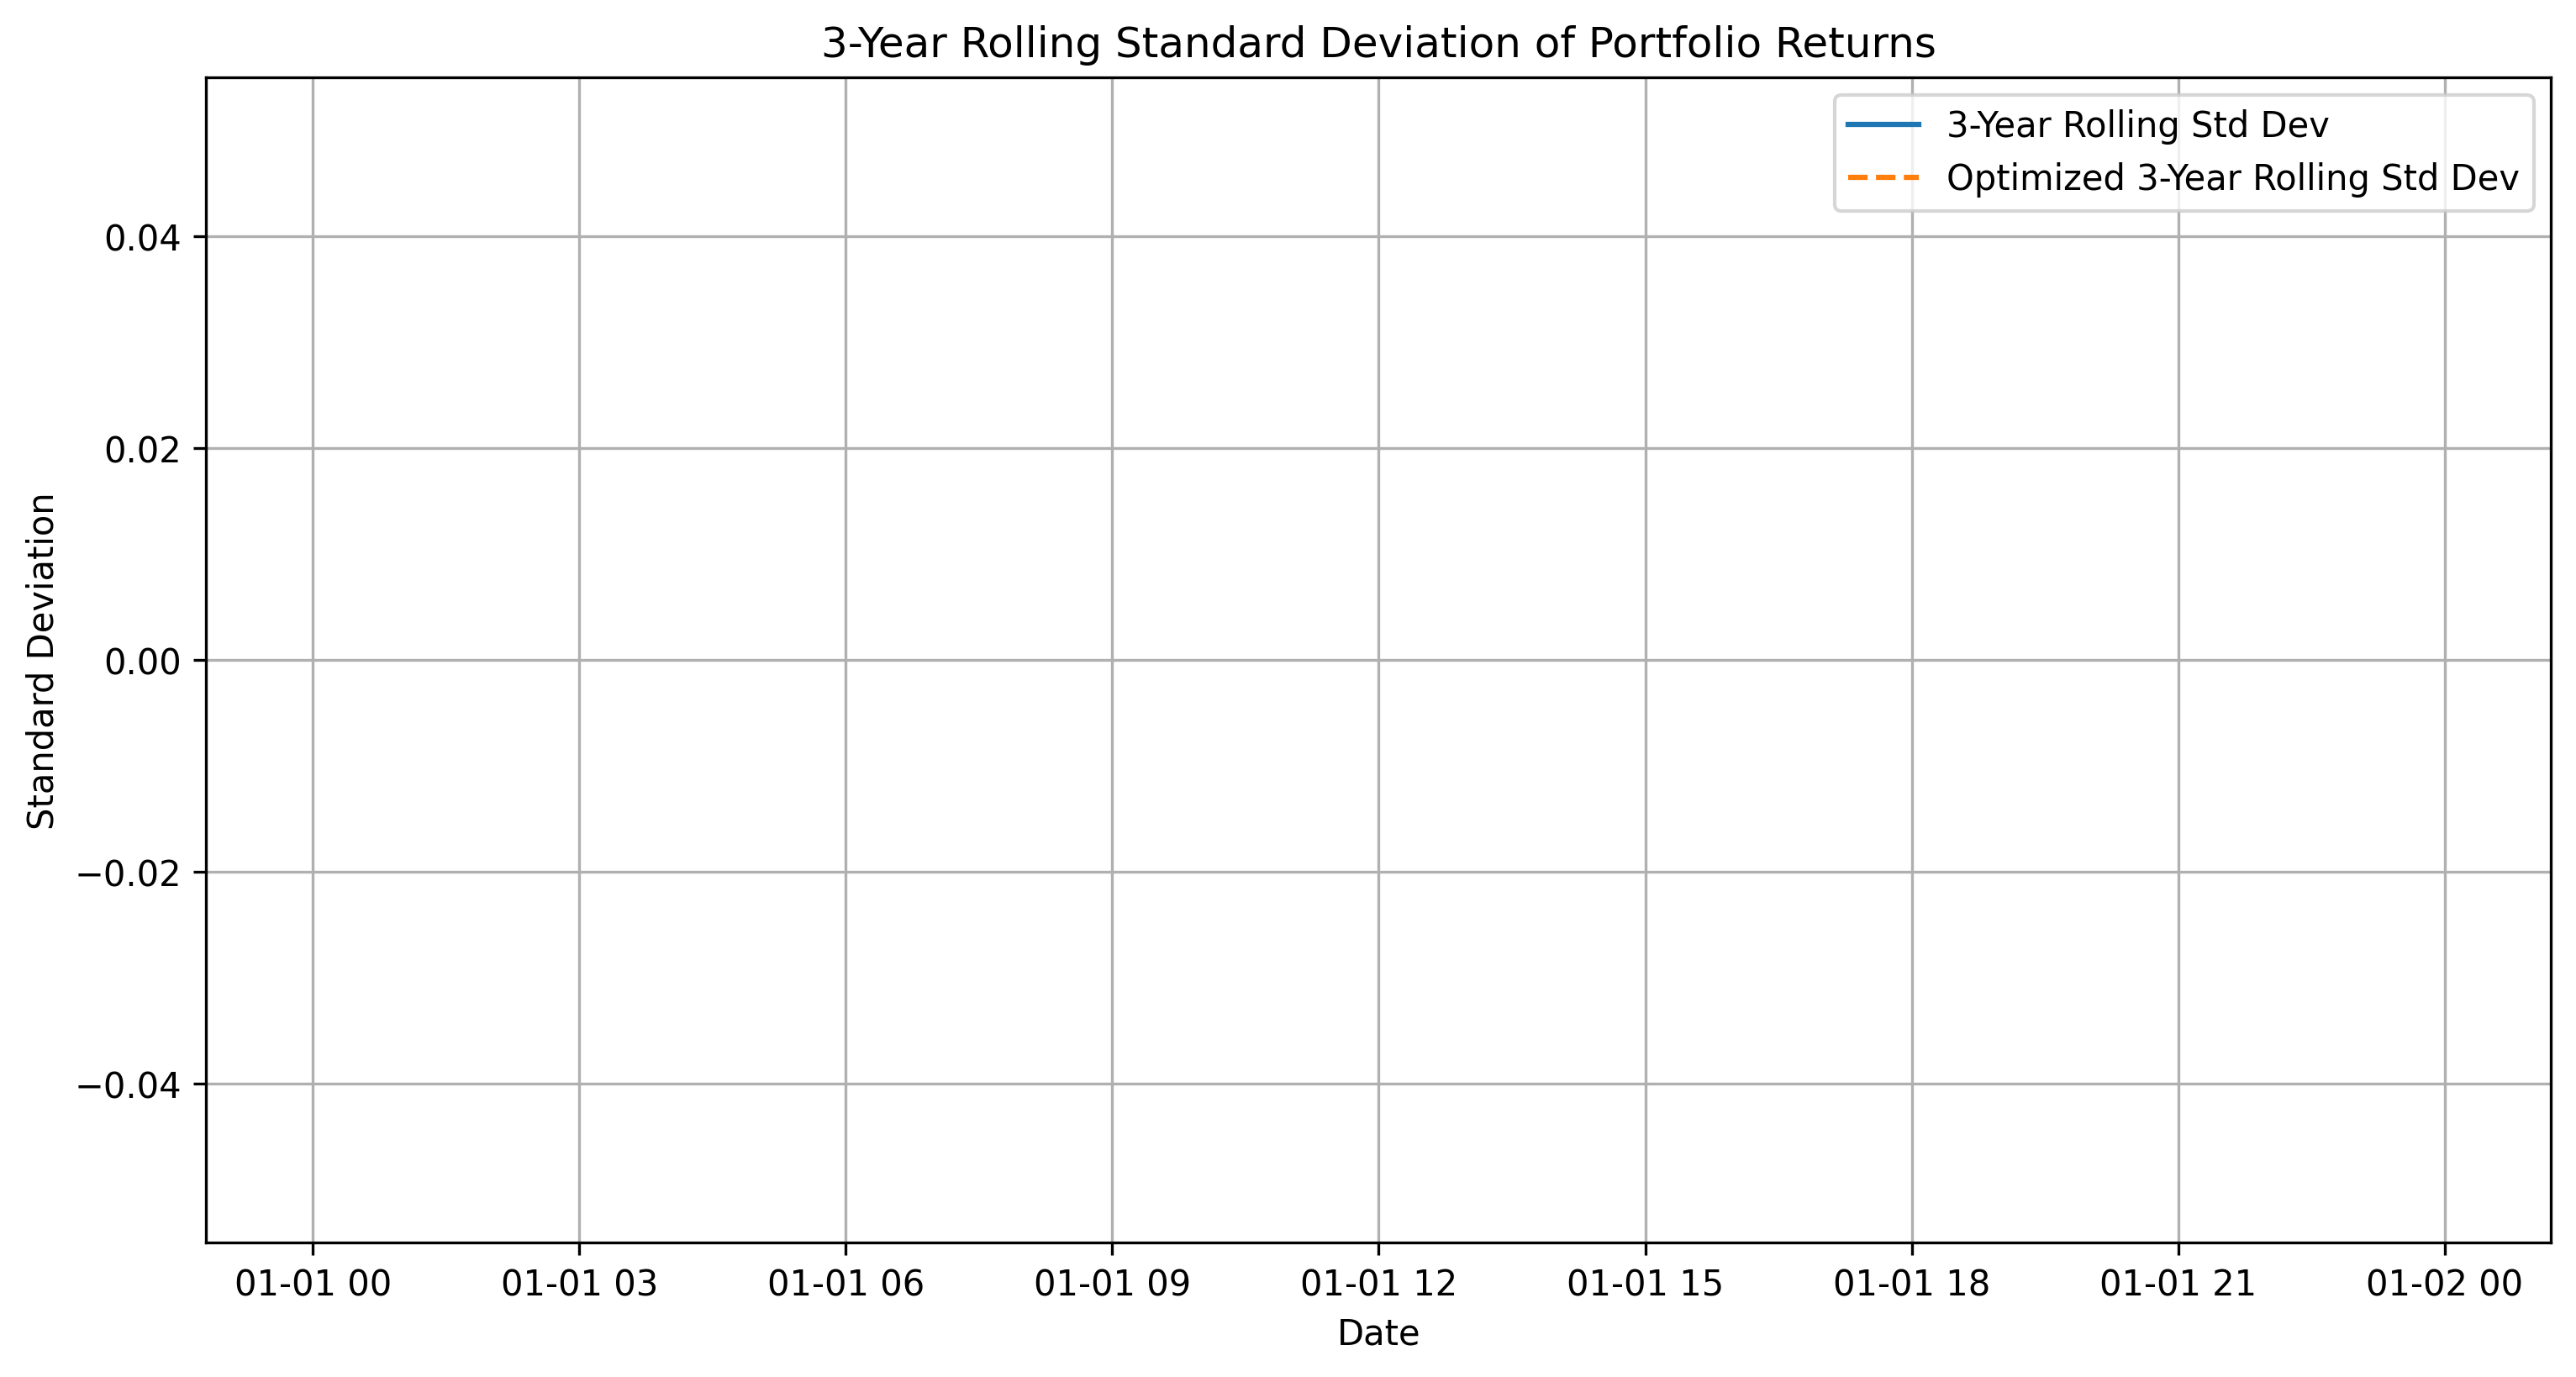 3-Year Rolling Standard Deviation of Portfolio Returns
3-Year Rolling Std Dev
Optimized 3-Year Rolling Std Dev
Standard Deviation
0.04
0.02
0.00
−0.02
−0.04
01-01 00 01-01 03 01-01 06 01-01 09 01-01 12 01-01 15 01-01 18 01-01 21 01-02 00
Date